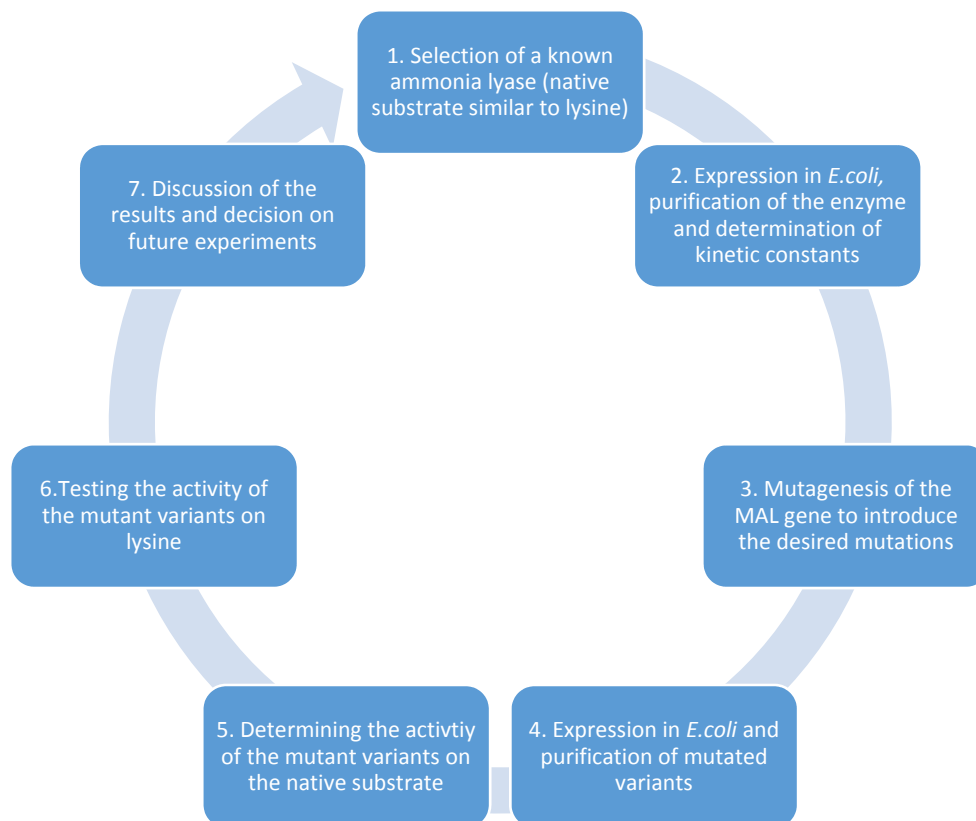 1. Selection of a known
ammonia lyase (native
substrate similar to lysine)
2. Expression in E.coli,
purification of the enzyme
and determination of
kinetic constants
3. Mutagenesis of the
MAL gene to introduce
the desired mutations
4. Expression in E.coli and
purification of mutated
variants
5. Determining the activtiy
of the mutant variants on
the native substrate
6.Testing the activity of
the mutant variants on
lysine
7. Discussion of the
results and decision on
future experiments